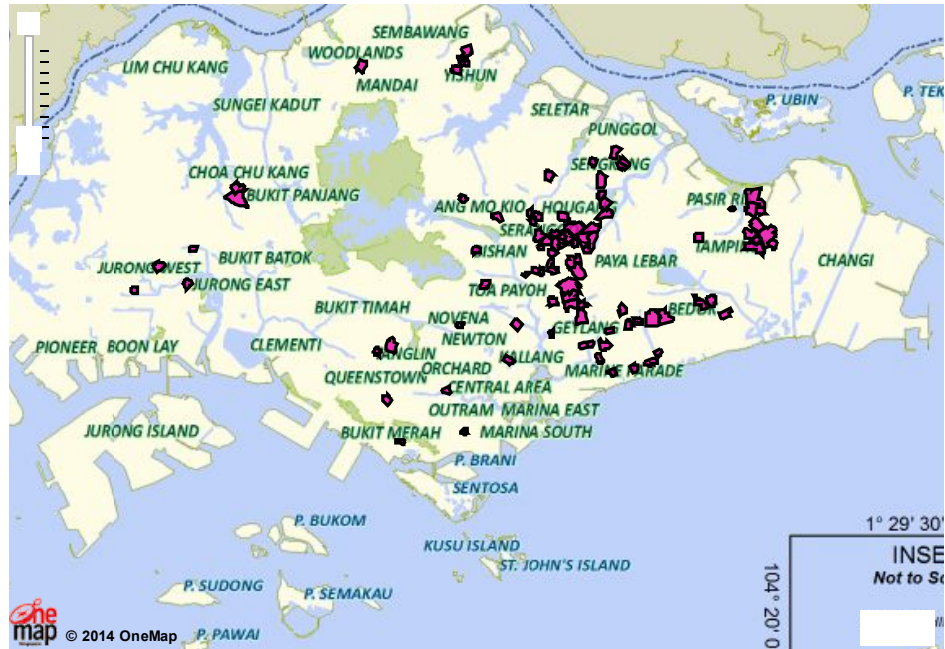 SEMBAWANG
WOODLANDS
LIM CHU KANG
YISHUN
MANDAI
SUNGEI KADUT
SELETAR
P. UBIN
P. TEK
PUNGGOL
CHOA CHU KANG
SENGKANG
BUKIT PANJANG
PASIR RI
ANG MO KIO
HOUGANG
SERANGO
TAMPIN
BISHAN
BUKIT BATOK
PAYA LEBAR
CHANGI
JURONG WEST
JURONG EAST
TOA PAYOH
BUKIT TIMAH
BEDOK
NOVENA
GEYLANG
NEWTON
PIONEER
BOON LAY
CLEMENTI
TANGLIN
KALLANG
ORCHARD
MARINE PARADE
QUEENSTOWN
CENTRAL AREA
OUTRAM
MARINA EAST
JURONG ISLAND
BUKIT MERAH
MARINA SOUTH
P. BRANI
SENTOSA
P. BUKOM
1° 29' 30'
KUSU ISLAND
INSE
ST. JOHN'S ISLAND
Not to Sc
104° 20' 0
P. SUDONG
P. SEMAKAU
One
map
© 2014 OneMap
P. PAWAI